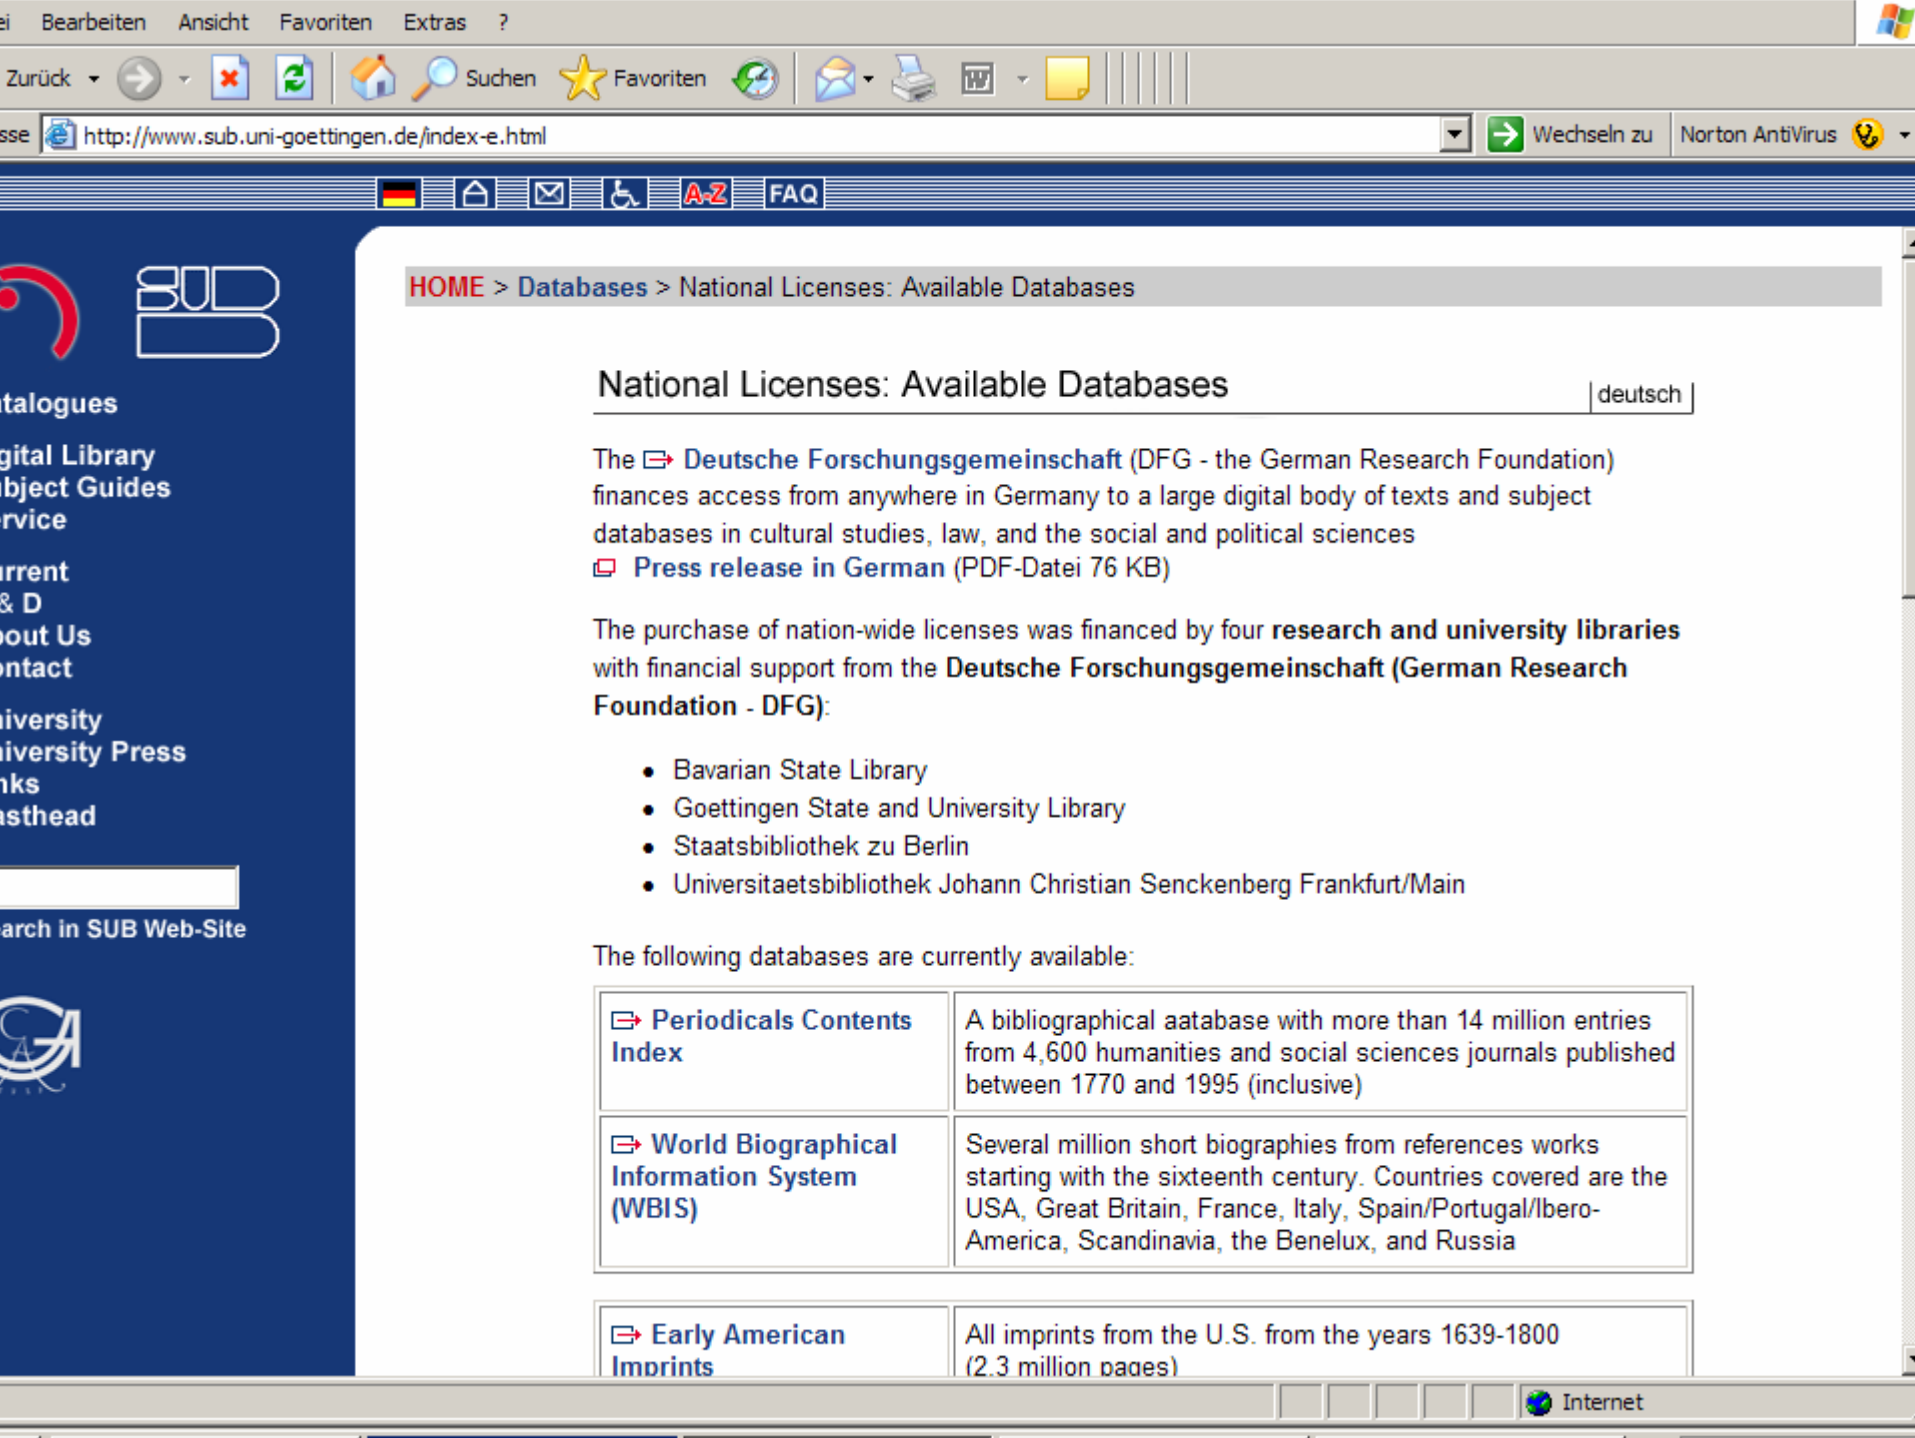 ei Bearbeiten Ansicht Favoriten Extras ?
Zurück Suchen Favoriten
sse http://www.sub.uni-goettingen.de/index-e.html Wechseln zu Norton AntiVirus
A-Z FAQ
SUB
HOME > Databases > National Licenses: Available Databases
National Licenses: Available Databases
deutsch
talogues
gital Library
bject Guides
ervice
urrent
& D
bout Us
ontact
niversity
niversity Press
nks
asthead
earch in SUB Web-Site
The Deutsche Forschungsgemeinschaft (DFG - the German Research Foundation)
finances access from anywhere in Germany to a large digital body of texts and subject
databases in cultural studies, law, and the social and political sciences
Press release in German (PDF-Datei 76 KB)
The purchase of nation-wide licenses was financed by four research and university libraries
with financial support from the Deutsche Forschungsgemeinschaft (German Research
Foundation - DFG):
• Bavarian State Library
• Goettingen State and University Library
• Staatsbibliothek zu Berlin
• Universitaetsbibliothek Johann Christian Senckenberg Frankfurt/Main
The following databases are currently available:
Periodicals Contents
Index
A bibliographical aatabase with more than 14 million entries
from 4,600 humanities and social sciences journals published
between 1770 and 1995 (inclusive)
World Biographical
Information System
(WBIS)
Several million short biographies from references works
starting with the sixteenth century. Countries covered are the
USA, Great Britain, France, Italy, Spain/Portugal/Ibero-
America, Scandinavia, the Benelux, and Russia
Early American
Imprints
All imprints from the U.S. from the years 1639-1800
(2.3 million pages)
Internet